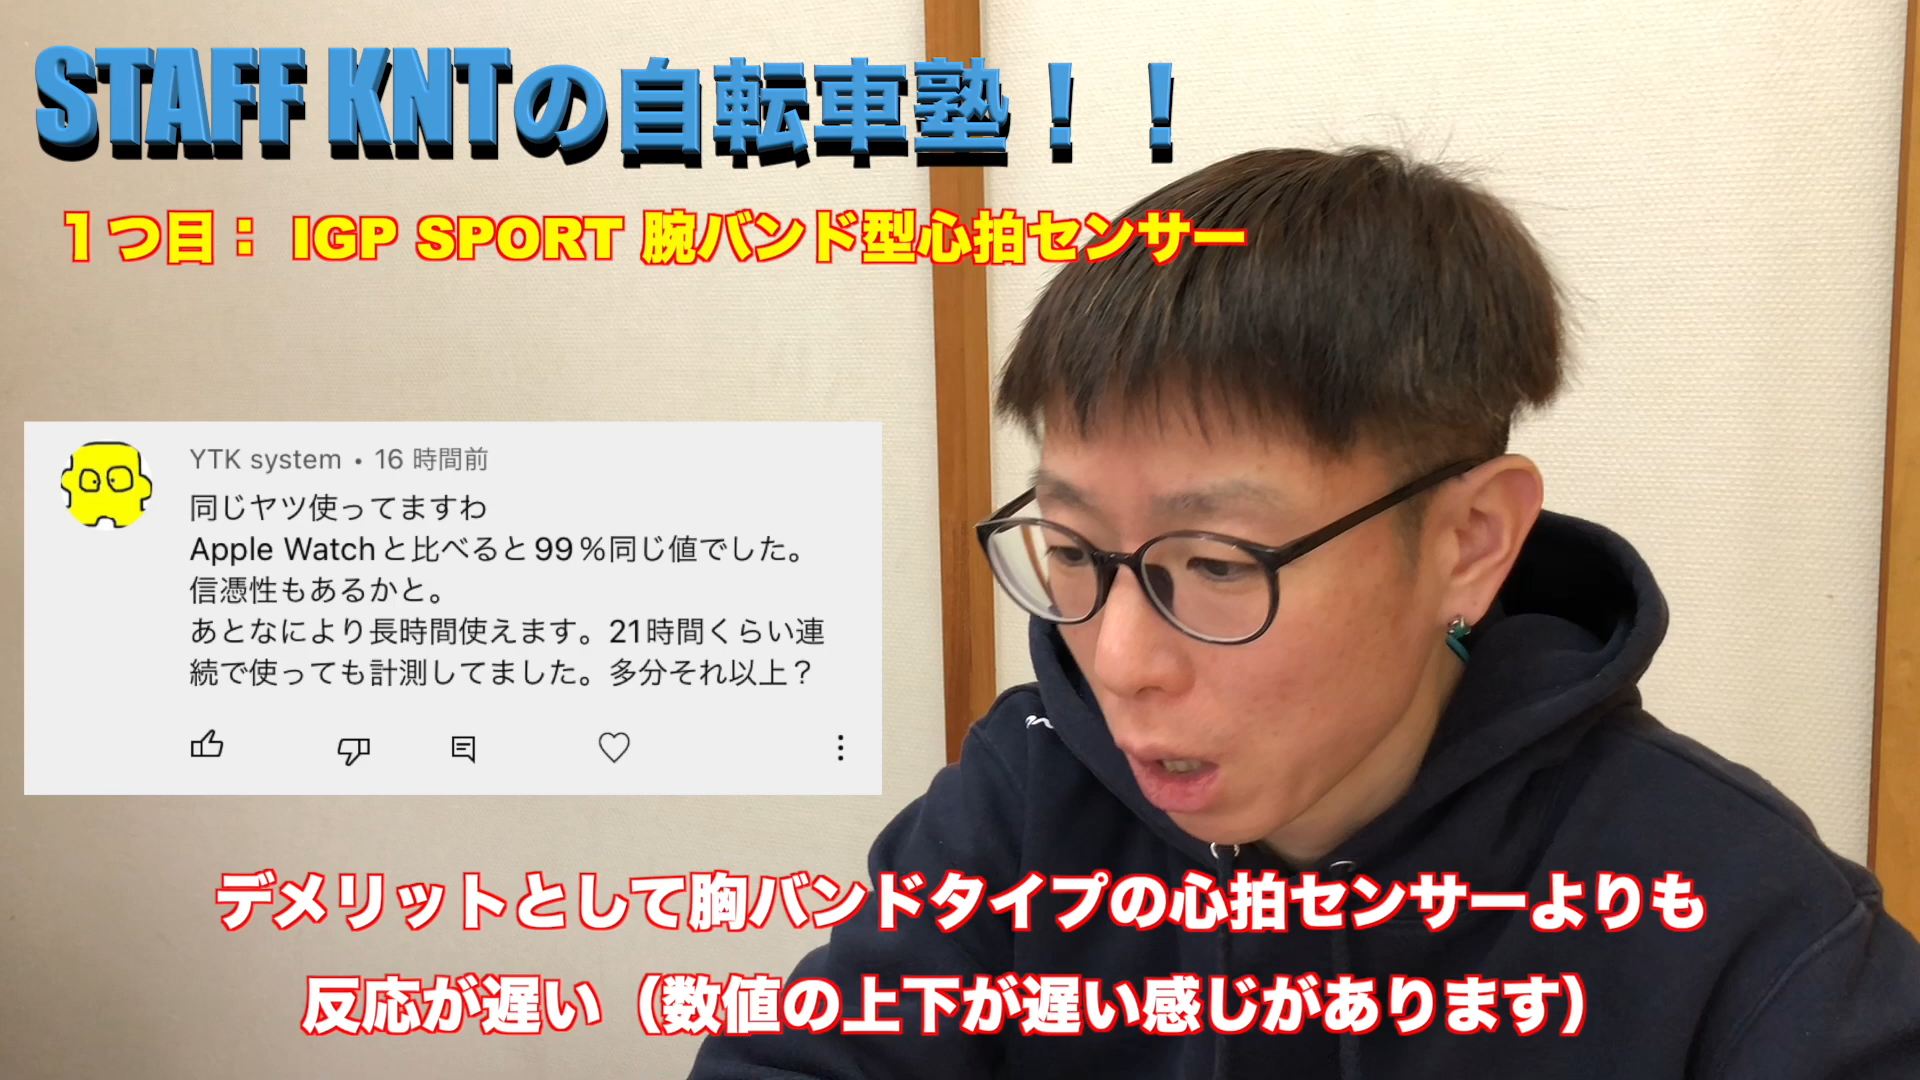 STAFF KNTの自転車塾！！
１つ目： IGP SPORT 腕バンド型心拍センサー
YTK system • 16 時間前
同じヤツ使ってますわ
Apple Watchと比べると99％同じ値でした。
信憑性もあるかと。
あとなにより長時間使えます。21時間くらい連
続で使っても計測してました。多分それ以上？
デメリットとして胸バンドタイプの心拍センサーよりも
反応が遅い（数値の上下が遅い感じがあります）